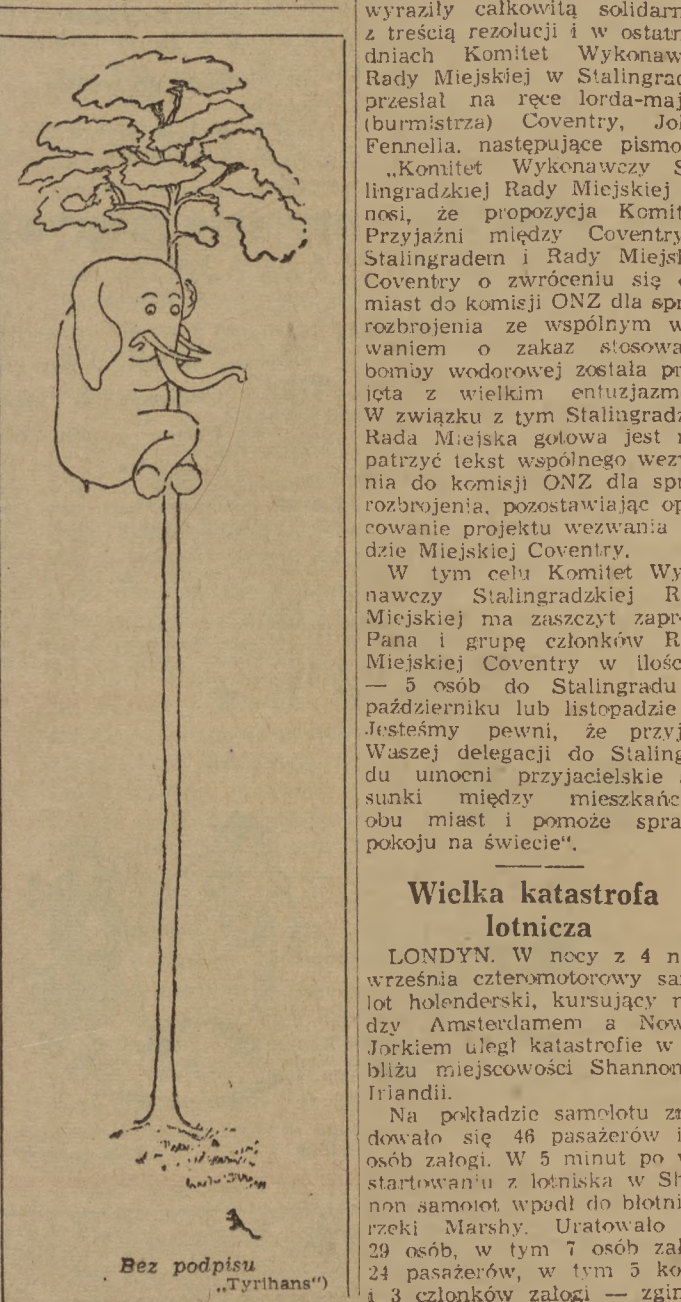 Bez podpisu
„Tyrihans")
wyraziły całkowitą solidarn
z treścią rezolucji i w ostatn
dniach Komitet Wykonaw
Rady Miejskiej w Stalingrad
przesłał na ręce lorda-maj
(burmistrza) Coventry, Jo
Fennella. następujące pismo
„Komitet Wykonawczy S
lingradzkiej Rady Miejskiej
nosi, że propozycja Komit
Przyjaźni między Coventry
Stalingradem i Rady Miejsk
Coventry o zwróceniu się
miast do komisji ONZ dla spr
rozbrojenia ze wspólnym w
waniem o zakaz stosowa
bomby wodorowej została pr
jęta z wielkim entuzjazm
W związku z tym Stalingradz
Rada Miejska gotowa jest r
patrzyć tekst wspólnego wezw
nia do komisji ONZ dla spr
rozbrojenia, pozostawiając op
cowanie projektu wezwania
dzie Miejskiej Coventry.
W tym celu Komitet Wy
nawczy Stalingradzkiej R
Miejskiej ma zaszczyt zapr
Pana i grupę członków R
Miejskiej Coventry w ilośc
— 5 osób do Stalingradu
październiku lub listopadzie
Jesteśmy pewni, że przyj
Waszej delegacji do Staling
du umocni przyjacielskie
sunki między mieszkańc
obu miast i pomoże spra
pokoju na świecie“.
Wielka katastrofa
lotnicza
LONDYN. W nocy z 4 n
września czteromotorowy sa
lot holenderski, kursujący m
dzy Amsterdamem a Now
Jorkiem uległ katastrofie w
bliżu miejscowości Shannon
Irlandii.
Na pokładzie samolotu zn
dowało się 46 pasażerów i
osób załogi. W 5 minut po w
startowaniu z lotniska w Sh
non samolot wpadł do błotni
rzeki Marshy. Uratowało
29 osób, w tym 7 osób zał
24 pasażerów, w tym 5 ko
i 3 członków załogi — zgin